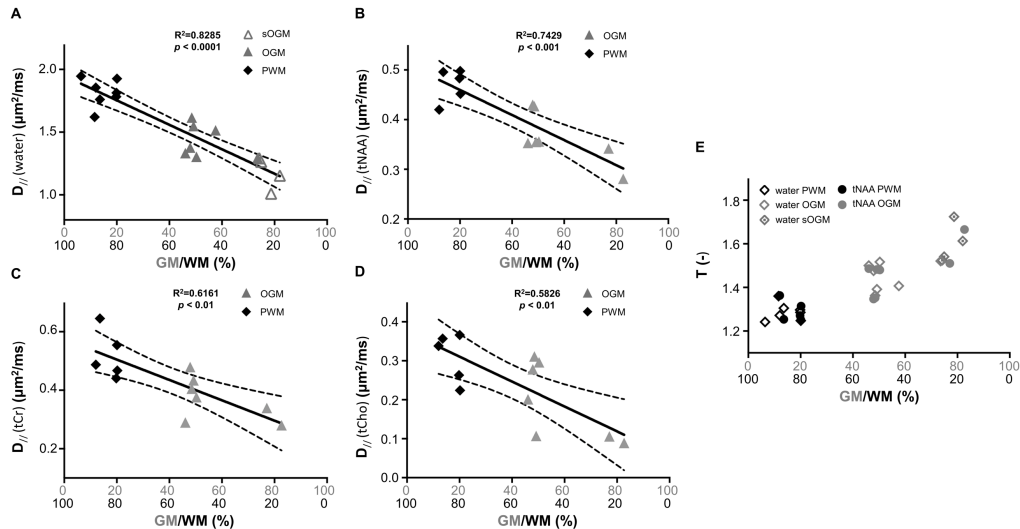 A
R²=0.8285
p < 0.0001
sOGM
OGM
PWM
D// (water) (µm²/ms)
2.0
1.5
1.0
0 20 40 60 80 0
100 80 60 40 20 0
GM/WM (%)
B
R²=0.7429
p < 0.001
OGM
PWM
D// (tNAA) (µm²/ms)
0.5
0.4
0.3
0.2
0 20 40 60 80 0
100 80 60 40 20 0
GM/WM (%)
C
R²=0.6161
p < 0.01
OGM
PWM
D// (tCr) (µm²/ms)
0.6
0.4
0.2
0 20 40 60 20 0
100 80 60 40 20 0
GM/WM (%)
D
R²=0.5826
p < 0.01
OGM
PWM
D// (tCho) (µm²/ms)
0.4
0.3
0.2
0.1
0.0
0 20 40 60 80 0
100 80 60 40 20 0
GM/WM (%)
E
water PWM
water OGM
water sOGM
tNAA PWM
tNAA OGM
T (-)
1.8
1.6
1.4
1.2
0 20 40 60 80 0
100 80 60 40 20 0
GM/WM (%)